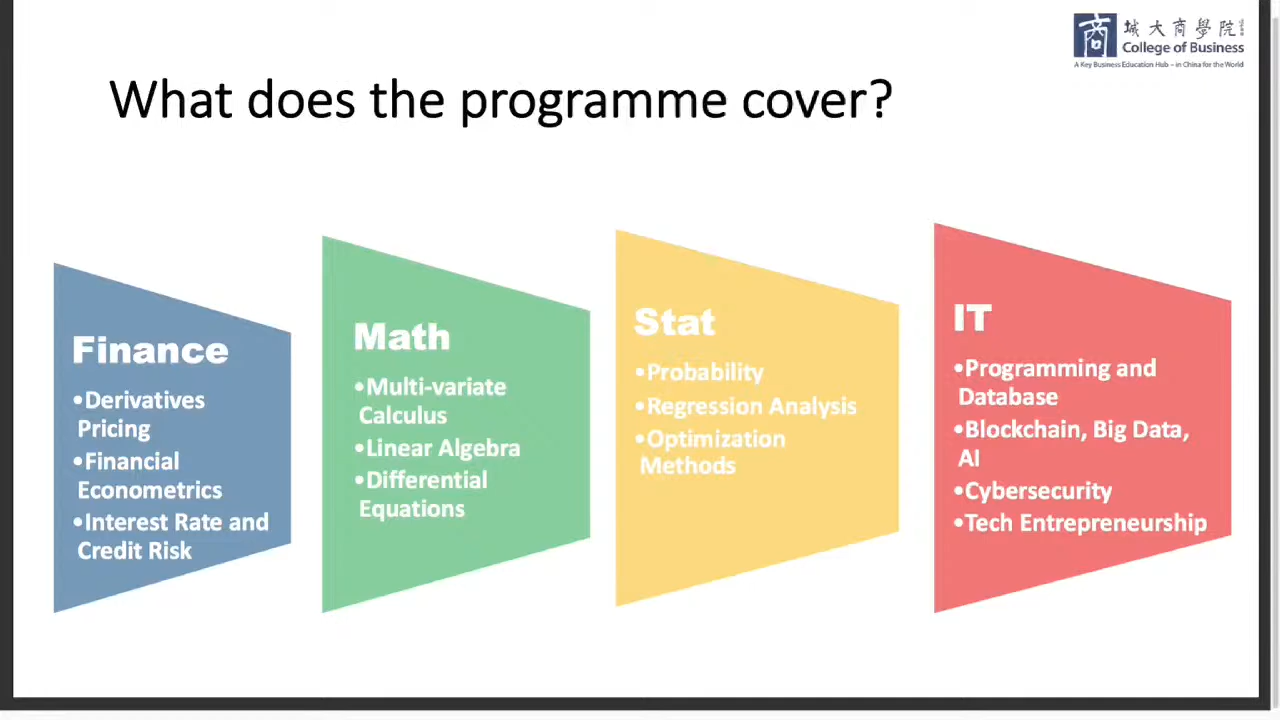 城大商學院
College of Business
A Key Business Education Hub – in China for the World
What does the programme cover?
Finance
•Derivatives
Pricing
•Financial
Econometrics
•Interest Rate and
Credit Risk
Math
•Multi-variate
Calculus
•Linear Algebra
•Differential
Equations
Stat
•Probability
•Regression Analysis
•Optimization
Methods
IT
•Programming and
Database
•Blockchain, Big Data,
AI
•Cybersecurity
•Tech Entrepreneurship